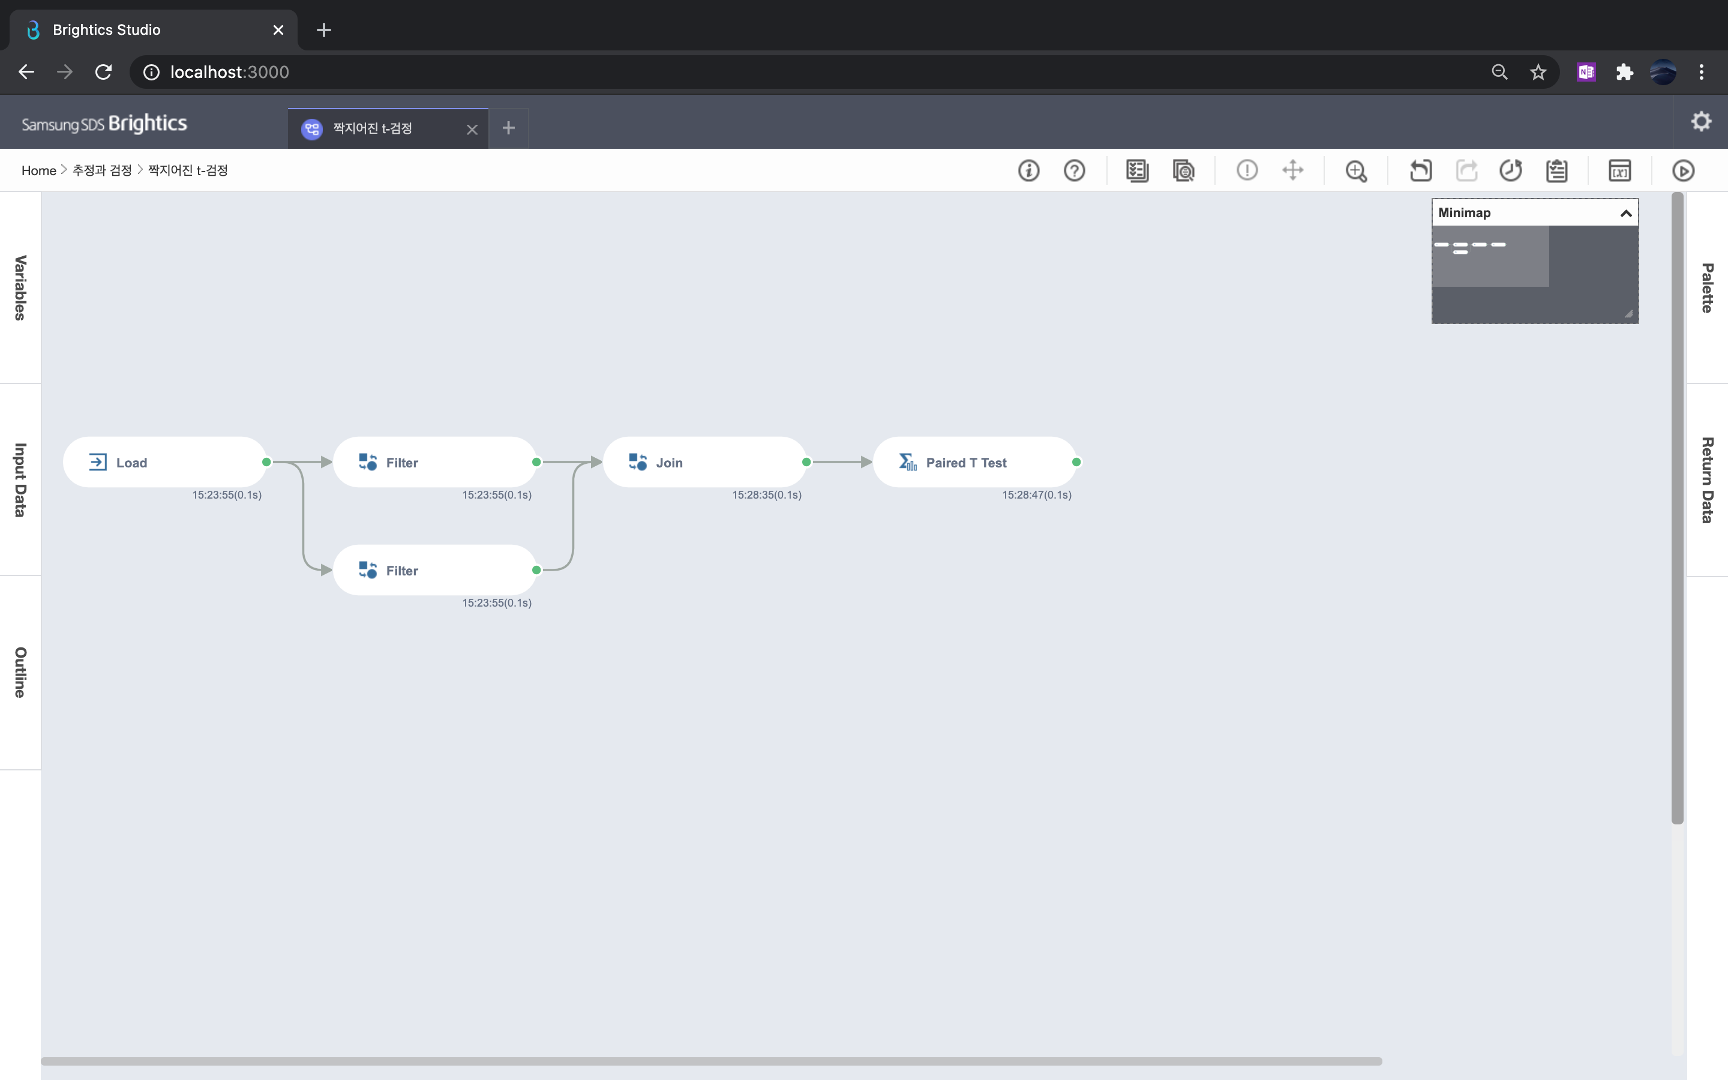 Brightics Studio
localhost:3000
Samsung SDS Brightics
짝지어진 t-검정
Home > 추정과 검정 > 짝지어진 t-검정
Minimap
Variables
Input Data
Outline
Palette
Return Data
Load
15:23:55(0.1s)
Filter
15:23:55(0.1s)
Join
15:28:35(0.1s)
Paired T Test
15:28:47(0.1s)
Filter
15:23:55(0.1s)